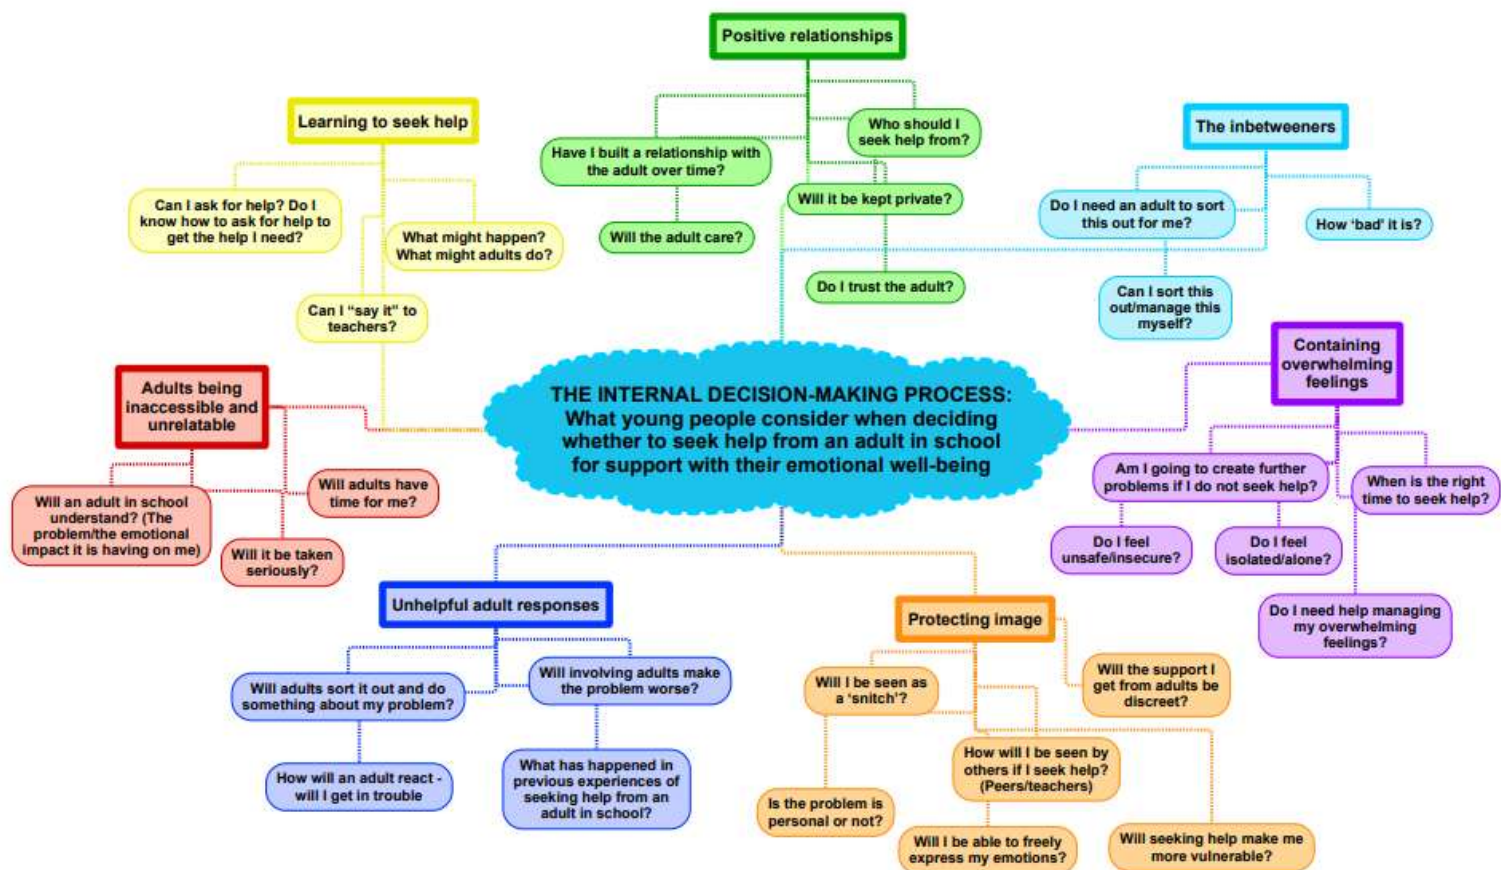 Positive relationships
Who should I
seek help from?
Have I built a relationship with
the adult over time?
Will it be kept private?
Will the adult care?
Do I trust the adult?
Learning to seek help
Can I ask for help? Do I
know how to ask for help to
get the help I need?
What might happen?
What might adults do?
Can I “say it” to
teachers?
The inbetweeners
Do I need an adult to sort
this out for me?
How ‘bad’ it is?
Can I sort this
out/manage this
myself?
THE INTERNAL DECISION-MAKING PROCESS:
What young people consider when deciding
whether to seek help from an adult in school
for support with their emotional well-being
Adults being
inaccessible and
unrelatable
Will an adult in school
understand? (The
problem/the emotional
impact it is having on me)
Will adults have
time for me?
Will it be taken
seriously?
Containing
overwhelming
feelings
Am I going to create further
problems if I do not seek help?
When is the right
time to seek help?
Do I feel
unsafe/insecure?
Do I feel
isolated/alone?
Do I need help managing
my overwhelming
feelings?
Unhelpful adult responses
Will adults sort it out and do
something about my problem?
Will involving adults make
the problem worse?
How will an adult react -
will I get in trouble
What has happened in
previous experiences of
seeking help from an
adult in school?
Protecting image
Will I be seen as
a ‘snitch’?
Will the support I
get from adults be
discreet?
How will I be seen by
others if I seek help?
(Peers/teachers)
Is the problem is
personal or not?
Will I be able to freely
express my emotions?
Will seeking help make me
more vulnerable?